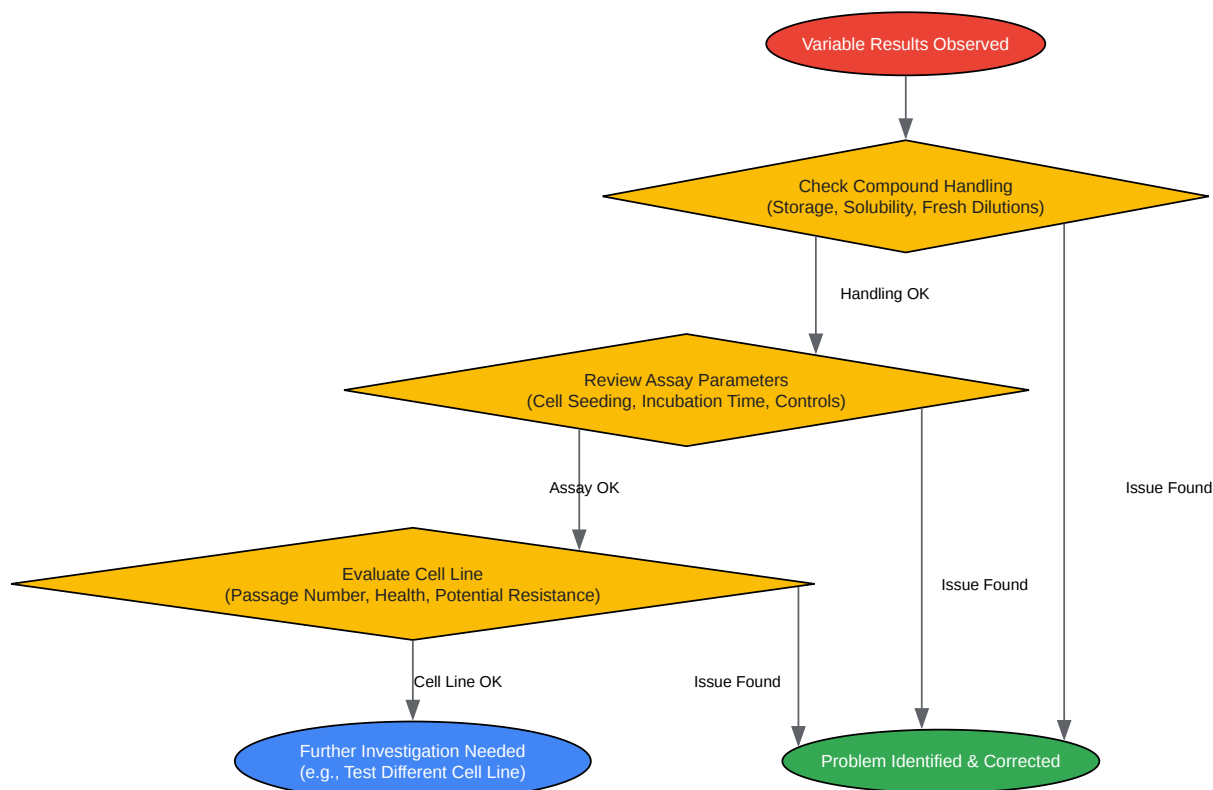 Variable Results Observed
Check Compound Handling
(Storage, Solubility, Fresh Dilutions)
Handling OK
Review Assay Parameters
(Cell Seeding, Incubation Time, Controls)
Assay OK
Issue Found
Evaluate Cell Line
(Passage Number, Health, Potential Resistance)
Issue Found
Cell Line OK
Issue Found
Further Investigation Needed
(e.g., Test Different Cell Line)
Problem Identified & Corrected